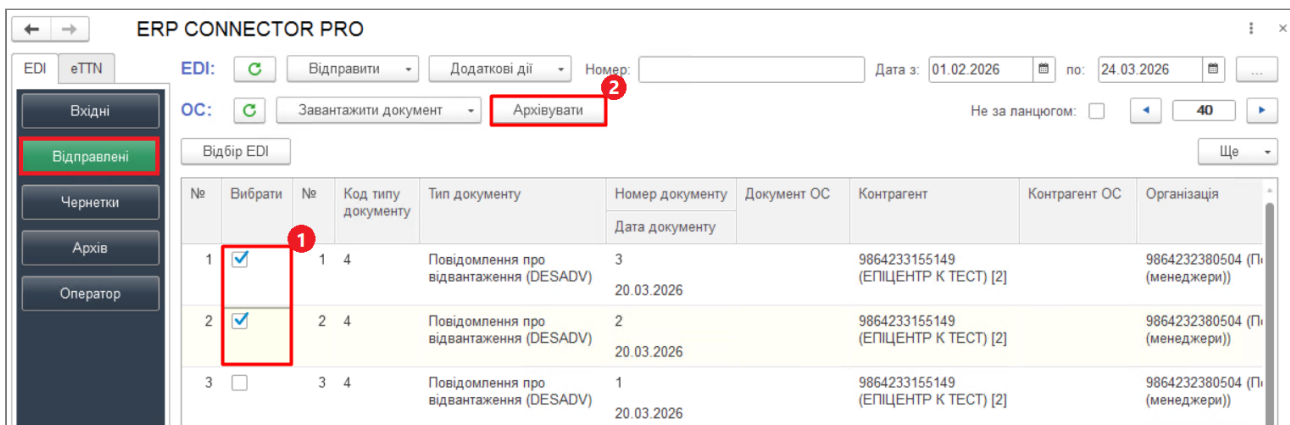 ERP CONNECTOR PRO
EDI eTTN
EDI: Відправити Додаткові дії Номер: Дата з: 01.02.2026 по: 24.03.2026 ...
2
Вхідні ОС: Завантажити документ Архівувати Не за ланцюгом: 40
Відправлені Відбір EDI Ще
Чернетки
Архів
Оператор
№ Вибрати № Код типу документу Тип документу Номер документу Документ ОС Контрагент Контрагент ОС Організація
Дата документу
1
1 1 4 Повідомлення про 3 9864233155149 9864232380504
відвантаження (DESADV) (ЕПІЦЕНТР К ТЕСТ) [2] (менеджери))
20.03.2026
2 2 4 Повідомлення про 2 9864233155149 9864232380504
відвантаження (DESADV) (ЕПІЦЕНТР К ТЕСТ) [2] (менеджери))
20.03.2026
3 3 4 Повідомлення про 1 9864233155149 9864232380504
відвантаження (DESADV) (ЕПІЦЕНТР К ТЕСТ) [2] (менеджери))
20.03.2026